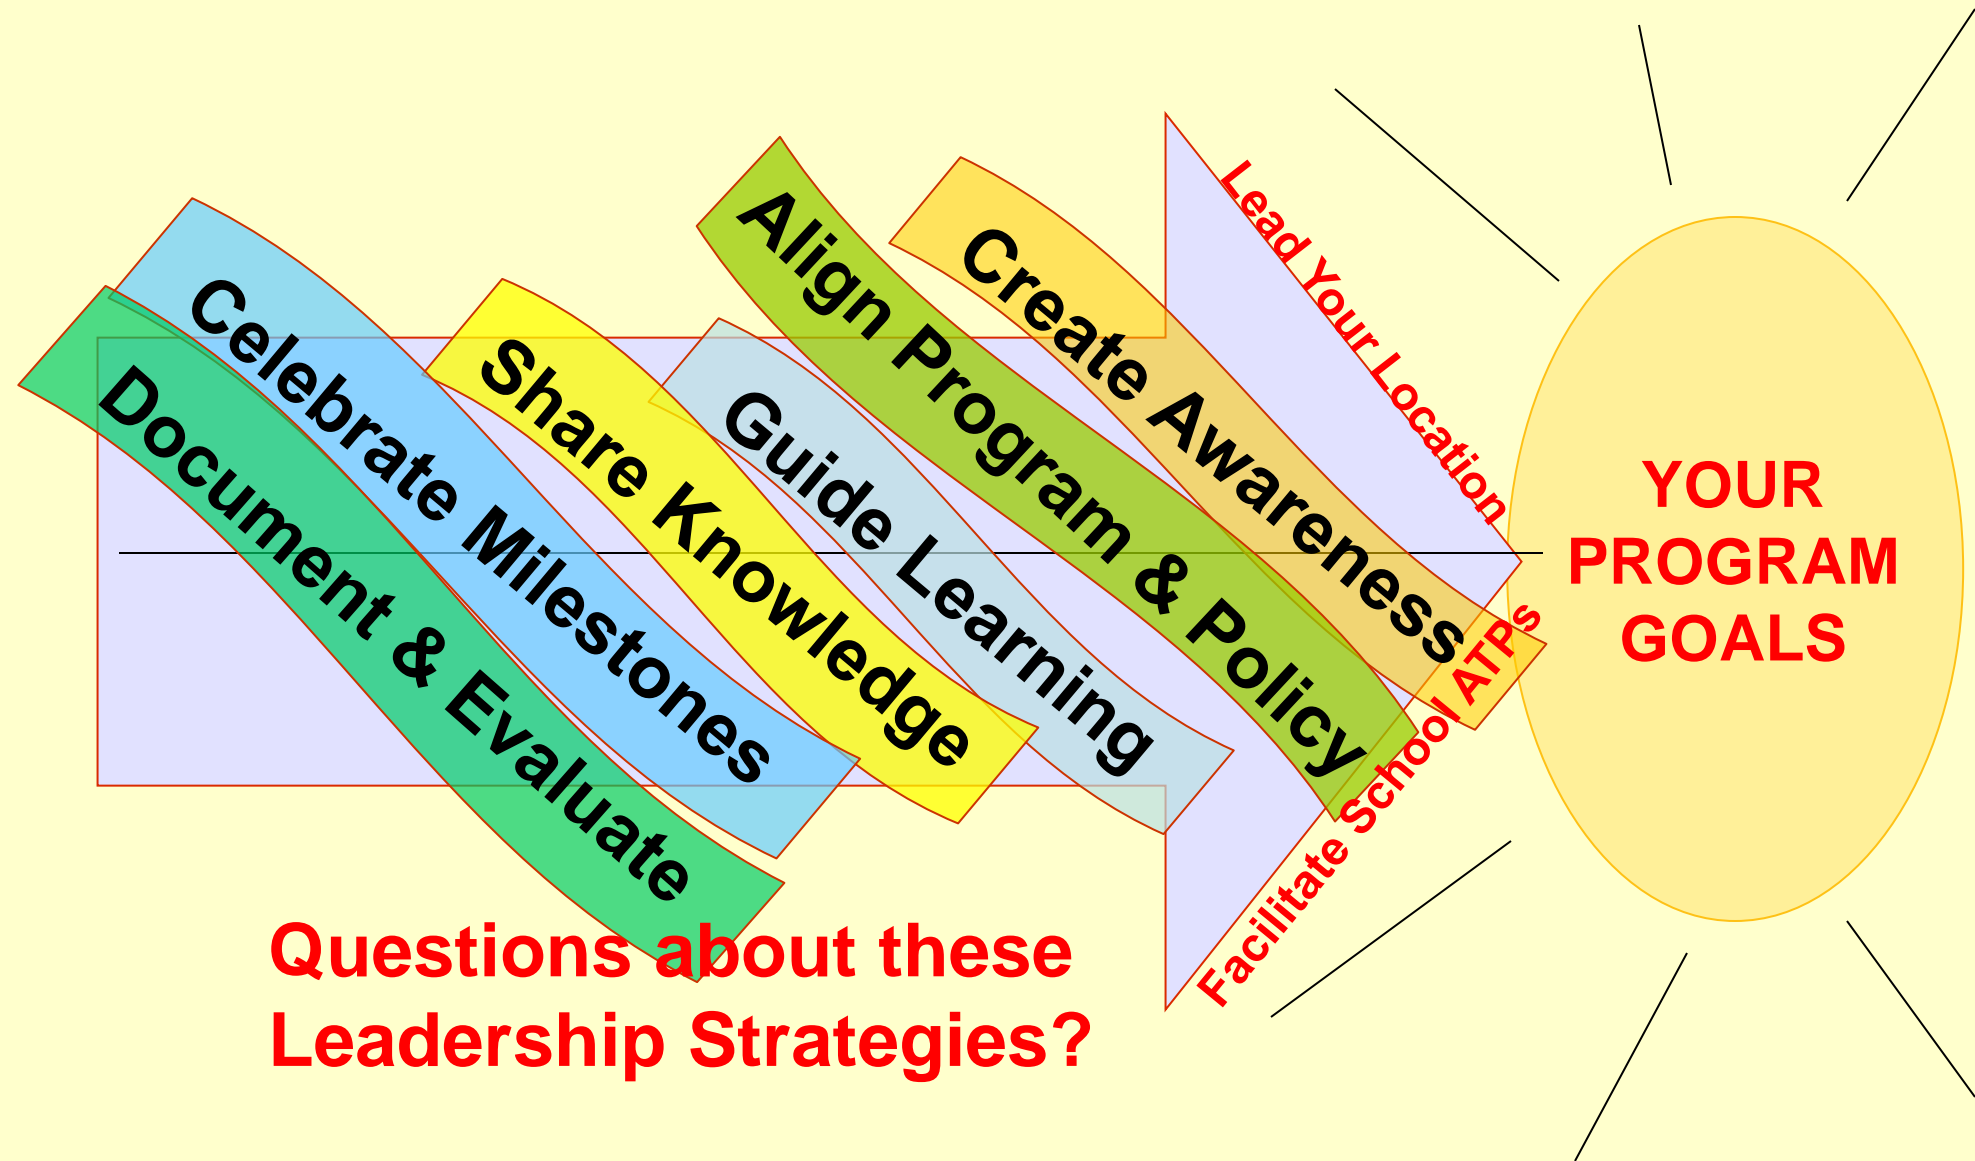 Document & Evaluate
Celebrate Milestones
Share Knowledge
Guide Learning
Align Program & Policy
Create Awareness
Lead Your Location
Facilitate School ATPs
YOUR
PROGRAM
GOALS
Questions about these
Leadership Strategies?